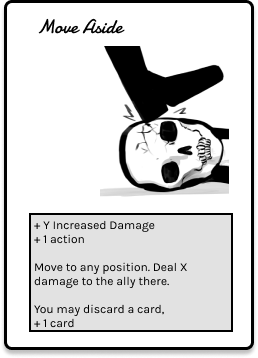 Move Aside
+ Y Increased Damage
+ 1 action
Move to any position. Deal X
damage to the ally there.
You may discard a card,
+ 1 card